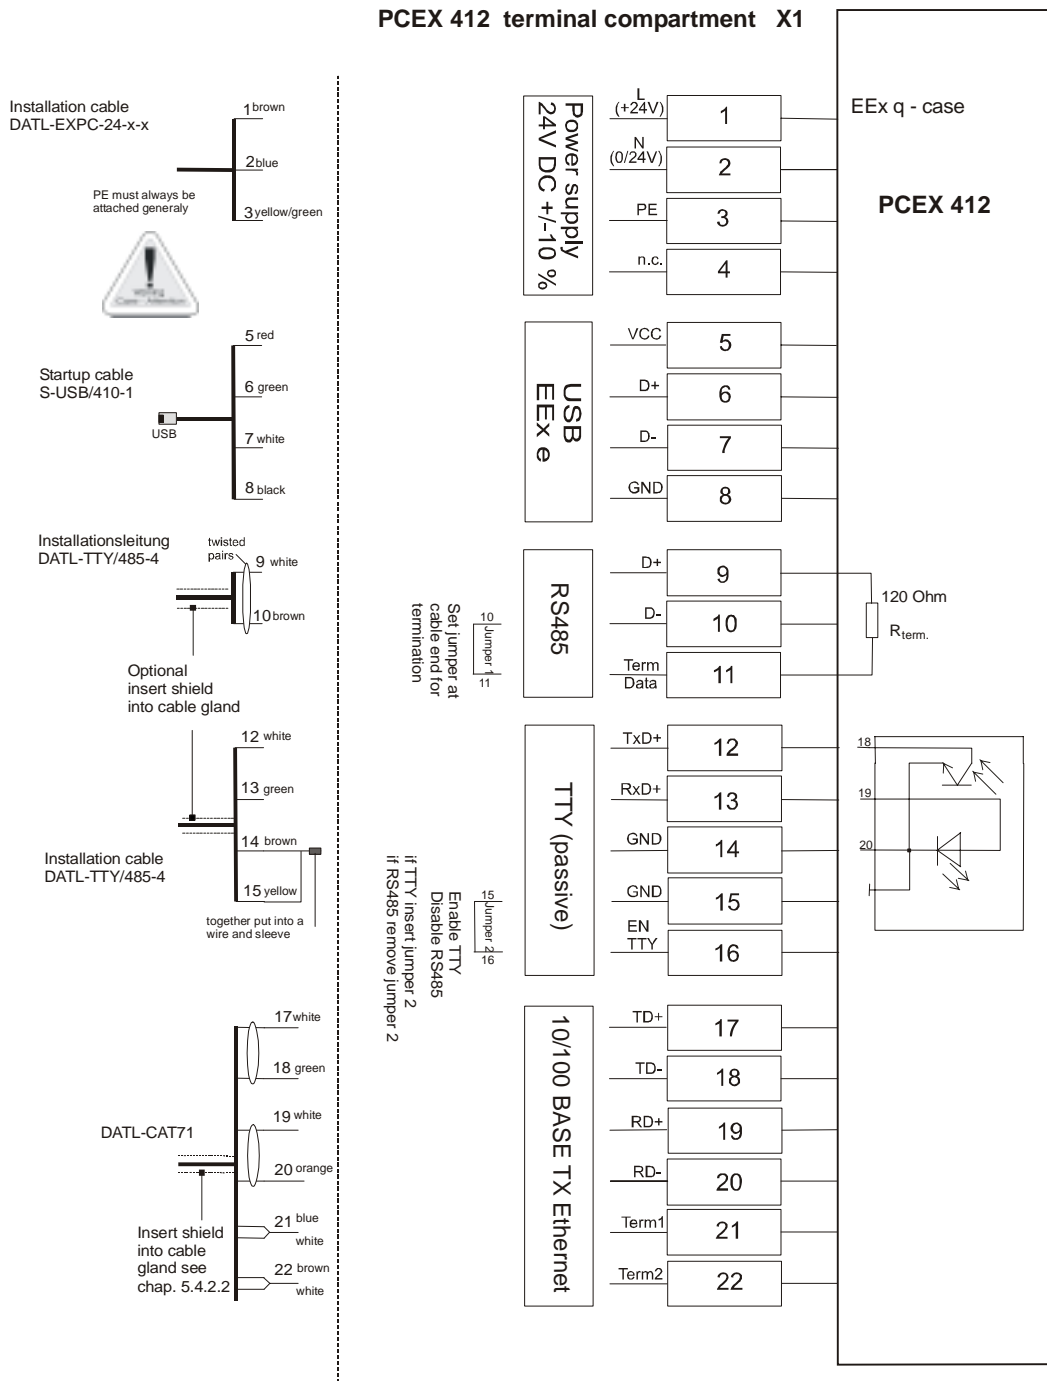 PCEX 412 terminal compartment X1
Installation cable
DATL-EXPC-24-x-x
1 brown
2 blue
3 yellow/green
PE must always be
attached generaly
Warning
Care - Attention
Startup cable
S-USB/410-1
USB
5 red
6 green
7 white
8 black
Installationsleitung
DATL-TTY/485-4
twisted
pairs
9 white
10 brown
Optional
insert shield
into cable gland
12 white
13 green
14 brown
15 yellow
Installation cable
DATL-TTY/485-4
together put into a
wire and sleeve
17 white
18 green
19 white
20 orange
21 blue
white
22 brown
white
DATL-CAT71
Insert shield
into cable
gland see
chap. 5.4.2.2
Set jumper at
cable end for
termination
10
Jumper 1
11
Enable TTY
Disable RS485
if TTY insert jumper 2
if RS485 remove jumper 2
15
Jumper 2
16
Power supply
24V DC +/-10 %
L
(+24V)
1
N
(0/24V)
2
PE
3
n.c.
4
USB
EEx e
VCC
5
D+
6
D-
7
GND
8
RS485
D+
9
D-
10
Term
Data
11
TTY (passive)
TxD+
12
RxD+
13
GND
14
GND
15
EN
TTY
16
10/100 BASE TX Ethernet
TD+
17
TD-
18
RD+
19
RD-
20
Term1
21
Term2
22
EEx q - case
PCEX 412
120 Ohm
Rterm.
18
19
20